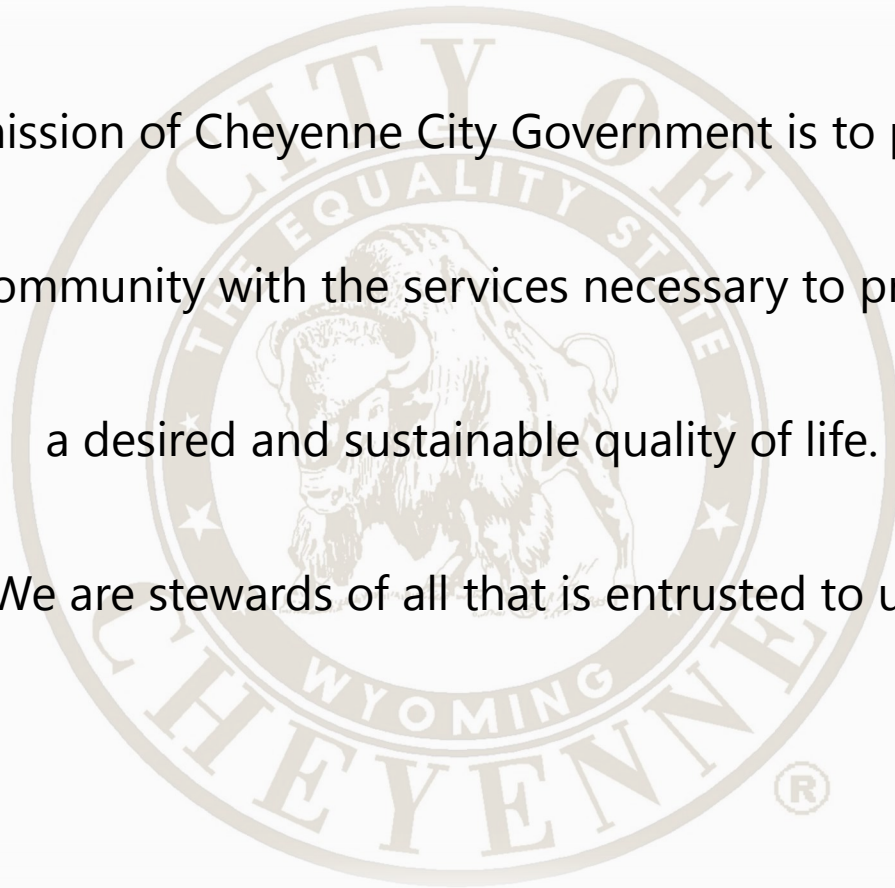 ission of Cheyenne City Government is to p
ommunity with the services necessary to pr
a desired and sustainable quality of life.
We are stewards of all that is entrusted to u
CITY OF
THE EQUALITY STATE
WYOMING
CHEYENNE
®